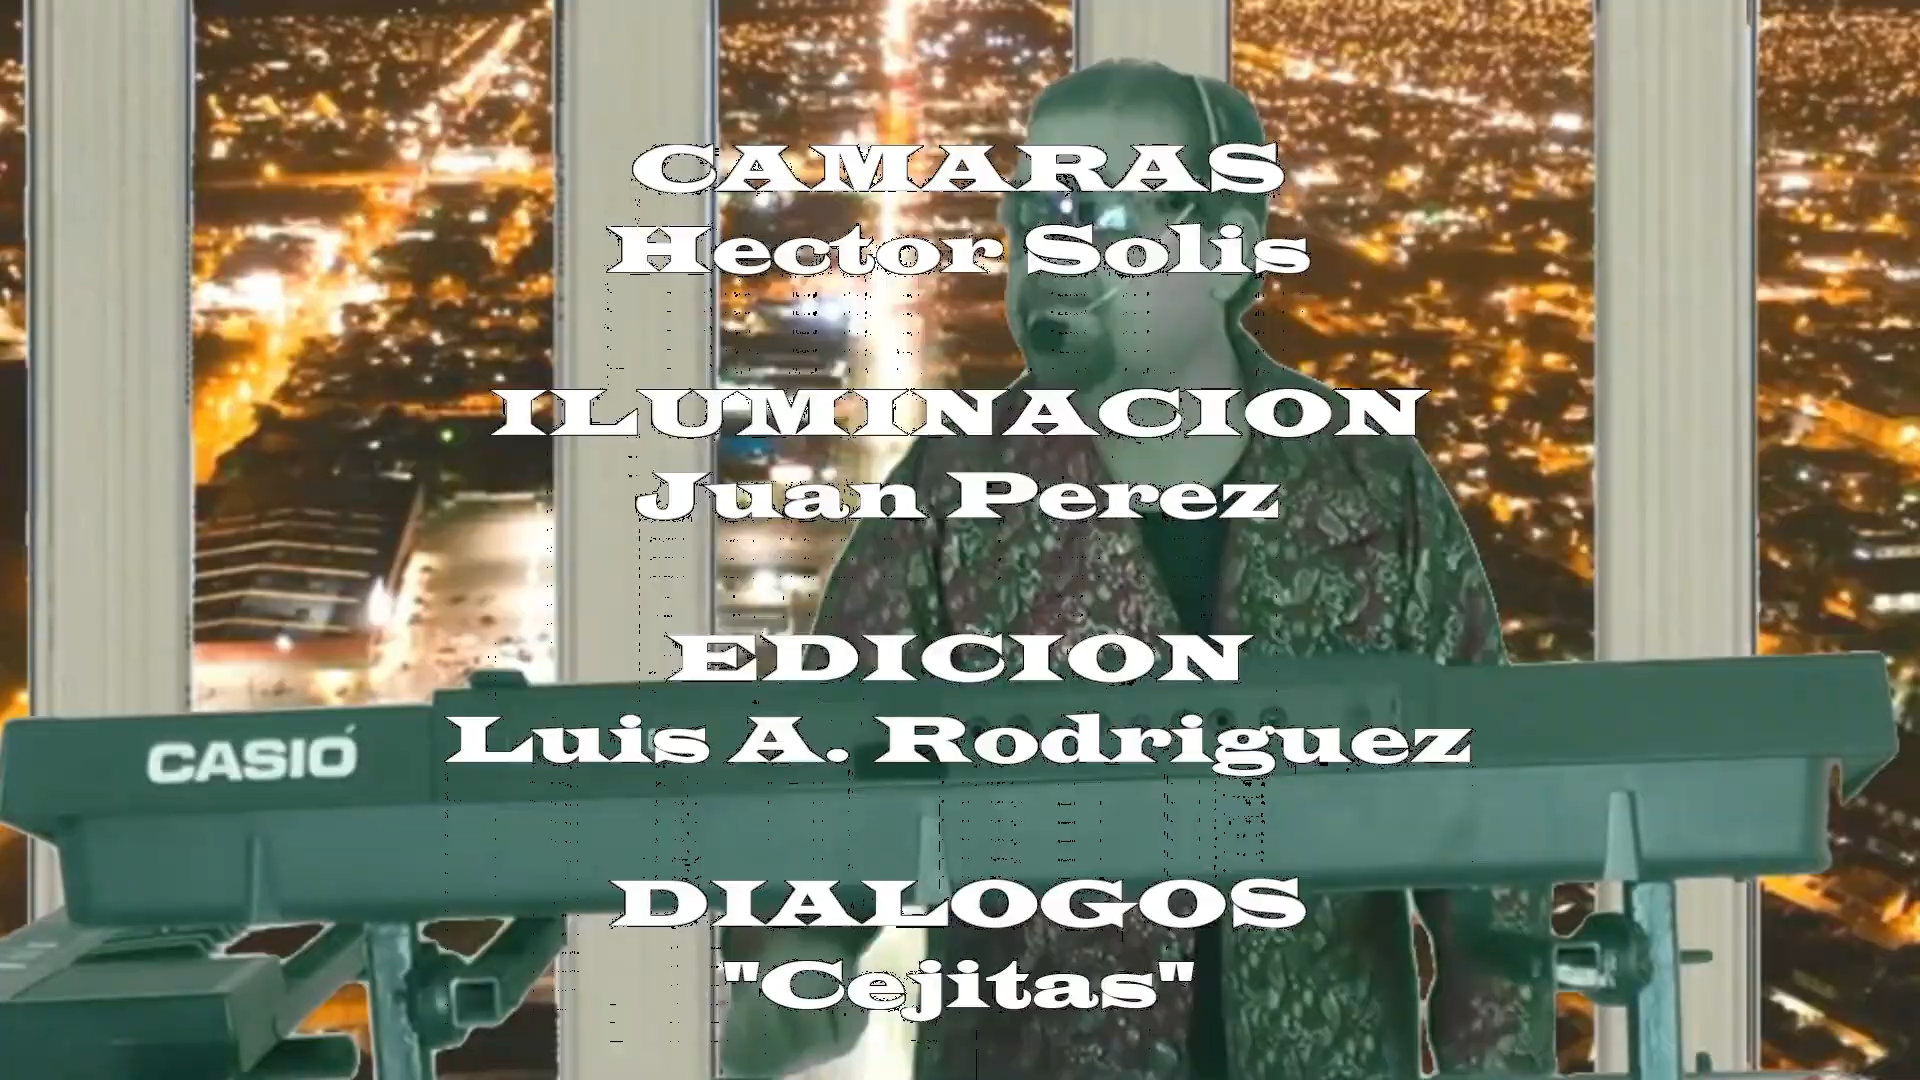 CAMARAS
Hector Solis
ILUMINACION
Juan Perez
EDICION
Luis A. Rodriguez
CASIO
DIALOGOS
"Cejitas"